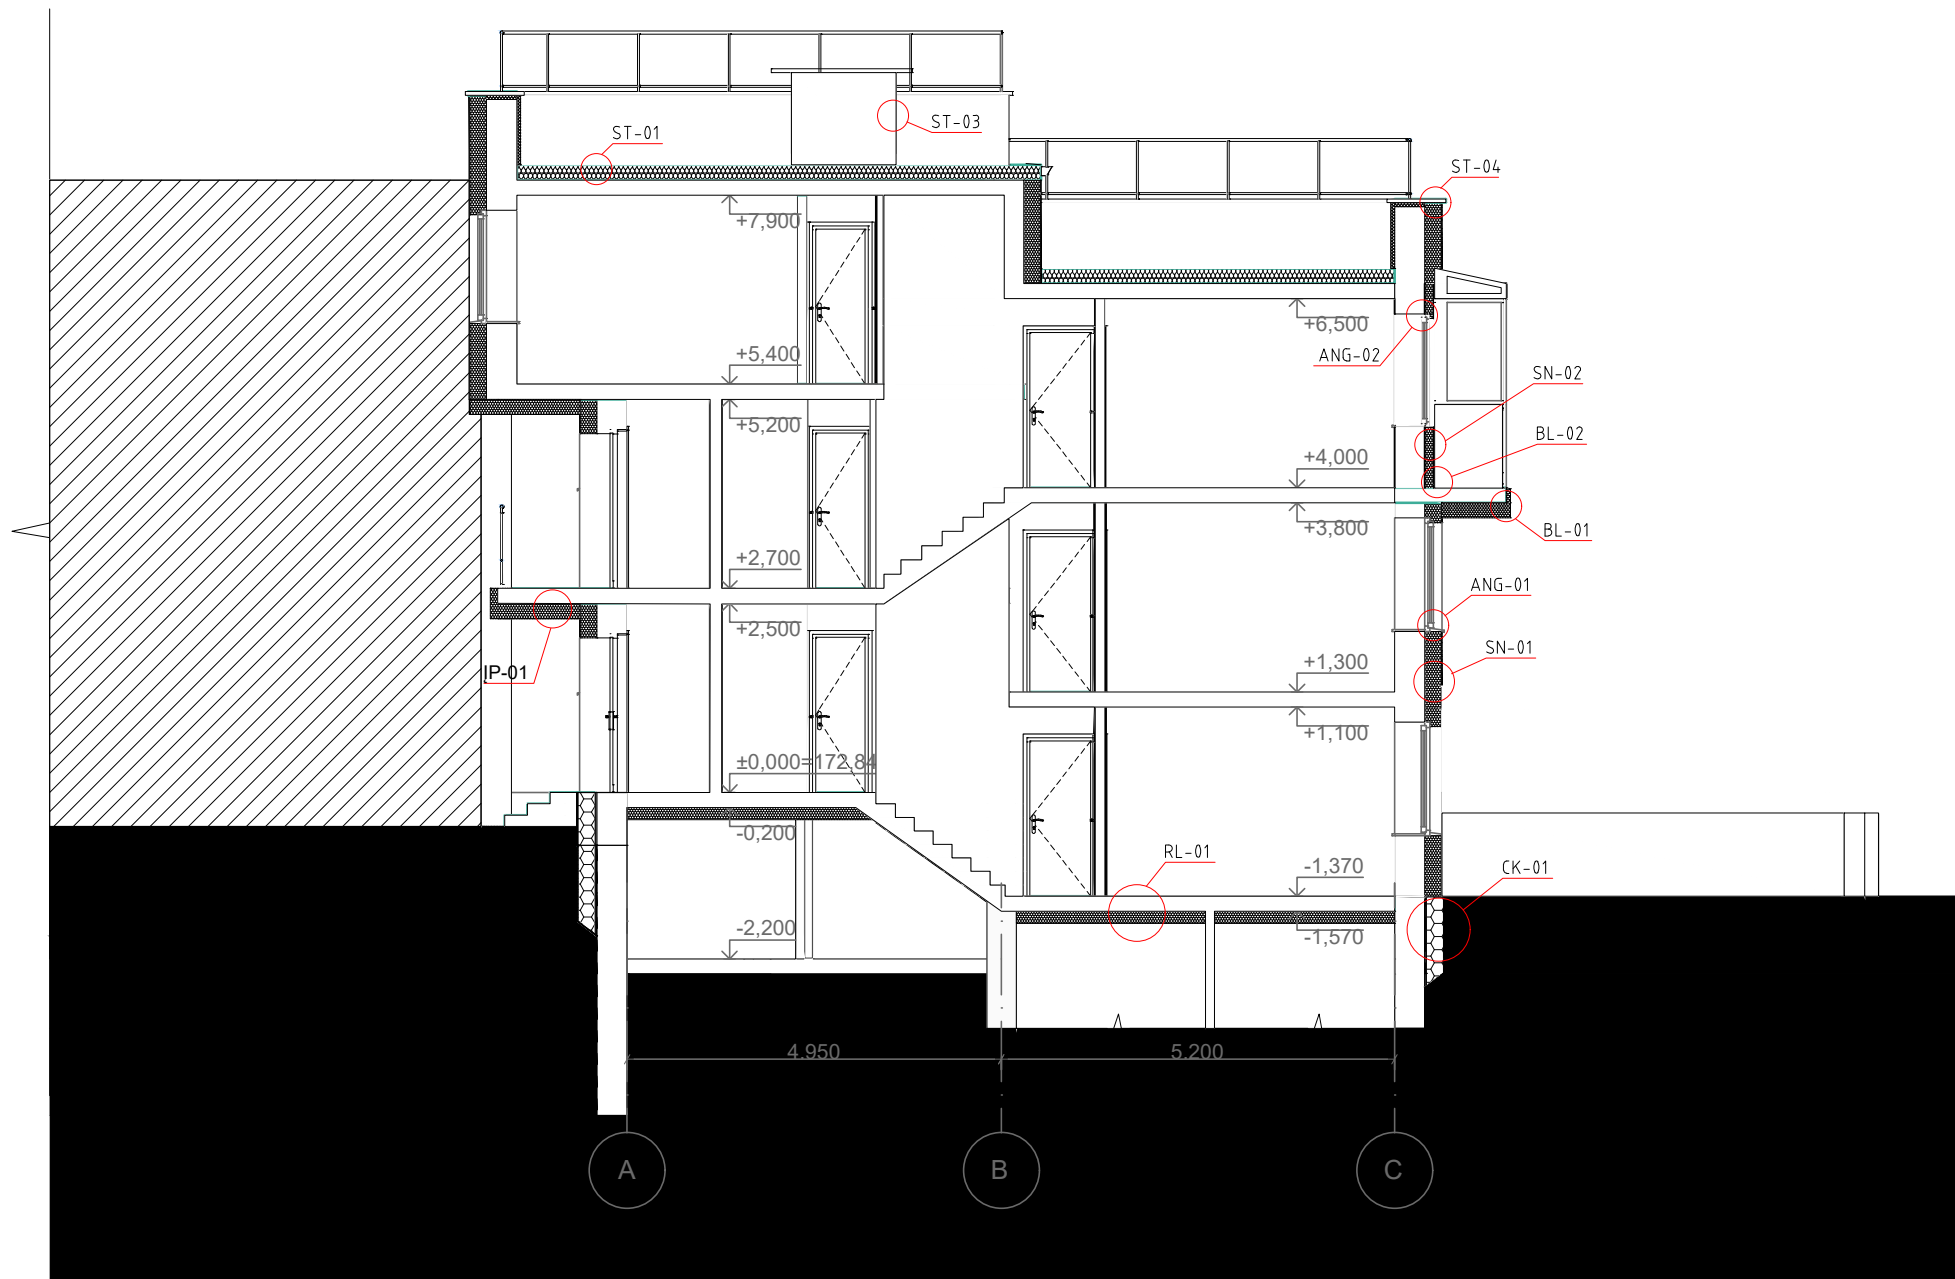 ST-03
ST-01
ST-04
+7,900
+6,500
+5,400
ANG-02
SN-02
+5,200
BL-02
+4,000
+3,800
BL-01
+2,700
ANG-01
+2,500
SN-01
+1,300
IP-01
+1,100
±0,000=172,84
-0,200
RL-01
-1,370
CK-01
-2,200
-1,570
4,950
5,200
A
B
C